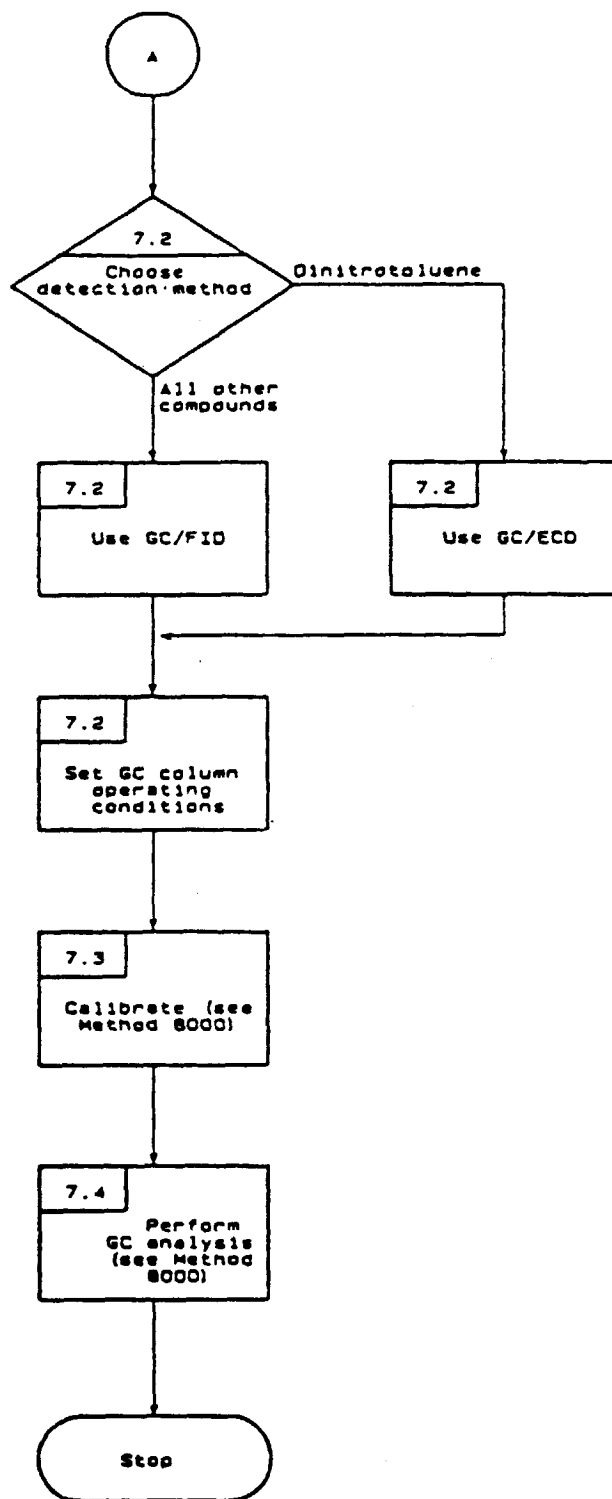 A
7.2
Choose
detection·method
Dinitrotoluene
All other
compounds
7.2
Use GC/FID
7.2
Use GC/ECD
7.2
Set GC column
operating
conditions
7.3
Calibrate (see
Method 8000)
7.4
Perform
GC analysis
(see Method
8000)
Stop